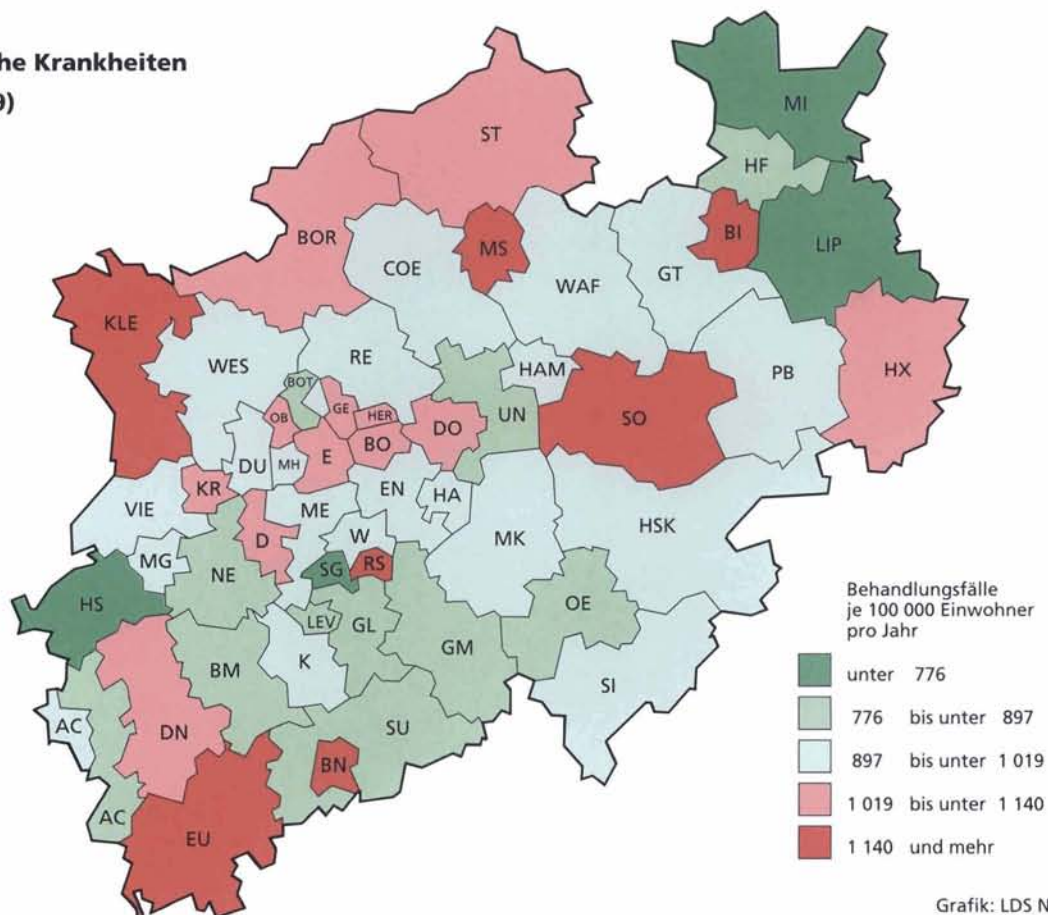 he Krankheiten
9)
MI
ST
HF
BOR
MS
BI
LIP
COE
GT
WAF
KLE
WES
RE
HAM
PB
HX
BOT
OB
GE
HER
DO
UN
SO
DU
MH
E
BO
EN
HA
KR
VIE
ME
W
MK
HSK
D
MG
NE
SG
RS
HS
OE
LEV
GL
GM
BM
K
SI
AC
DN
SU
BN
AC
EU
Behandlungsfälle
je 100 000 Einwohner
pro Jahr
unter 776
776 bis unter 897
897 bis unter 1 019
1 019 bis unter 1 140
1 140 und mehr
Grafik: LDS N